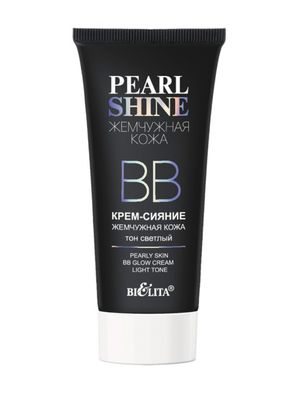 PEARL
SHINE
ЖЕМЧУЖНАЯ
КОЖА
BB
КРЕМ-СИЯНИЕ
ЖЕМЧУЖНАЯ КОЖА
ТОН СВЕТЛЫЙ
PEARLY SKIN
BB GLOW CREAM
LIGHT TONE
BIELITA®